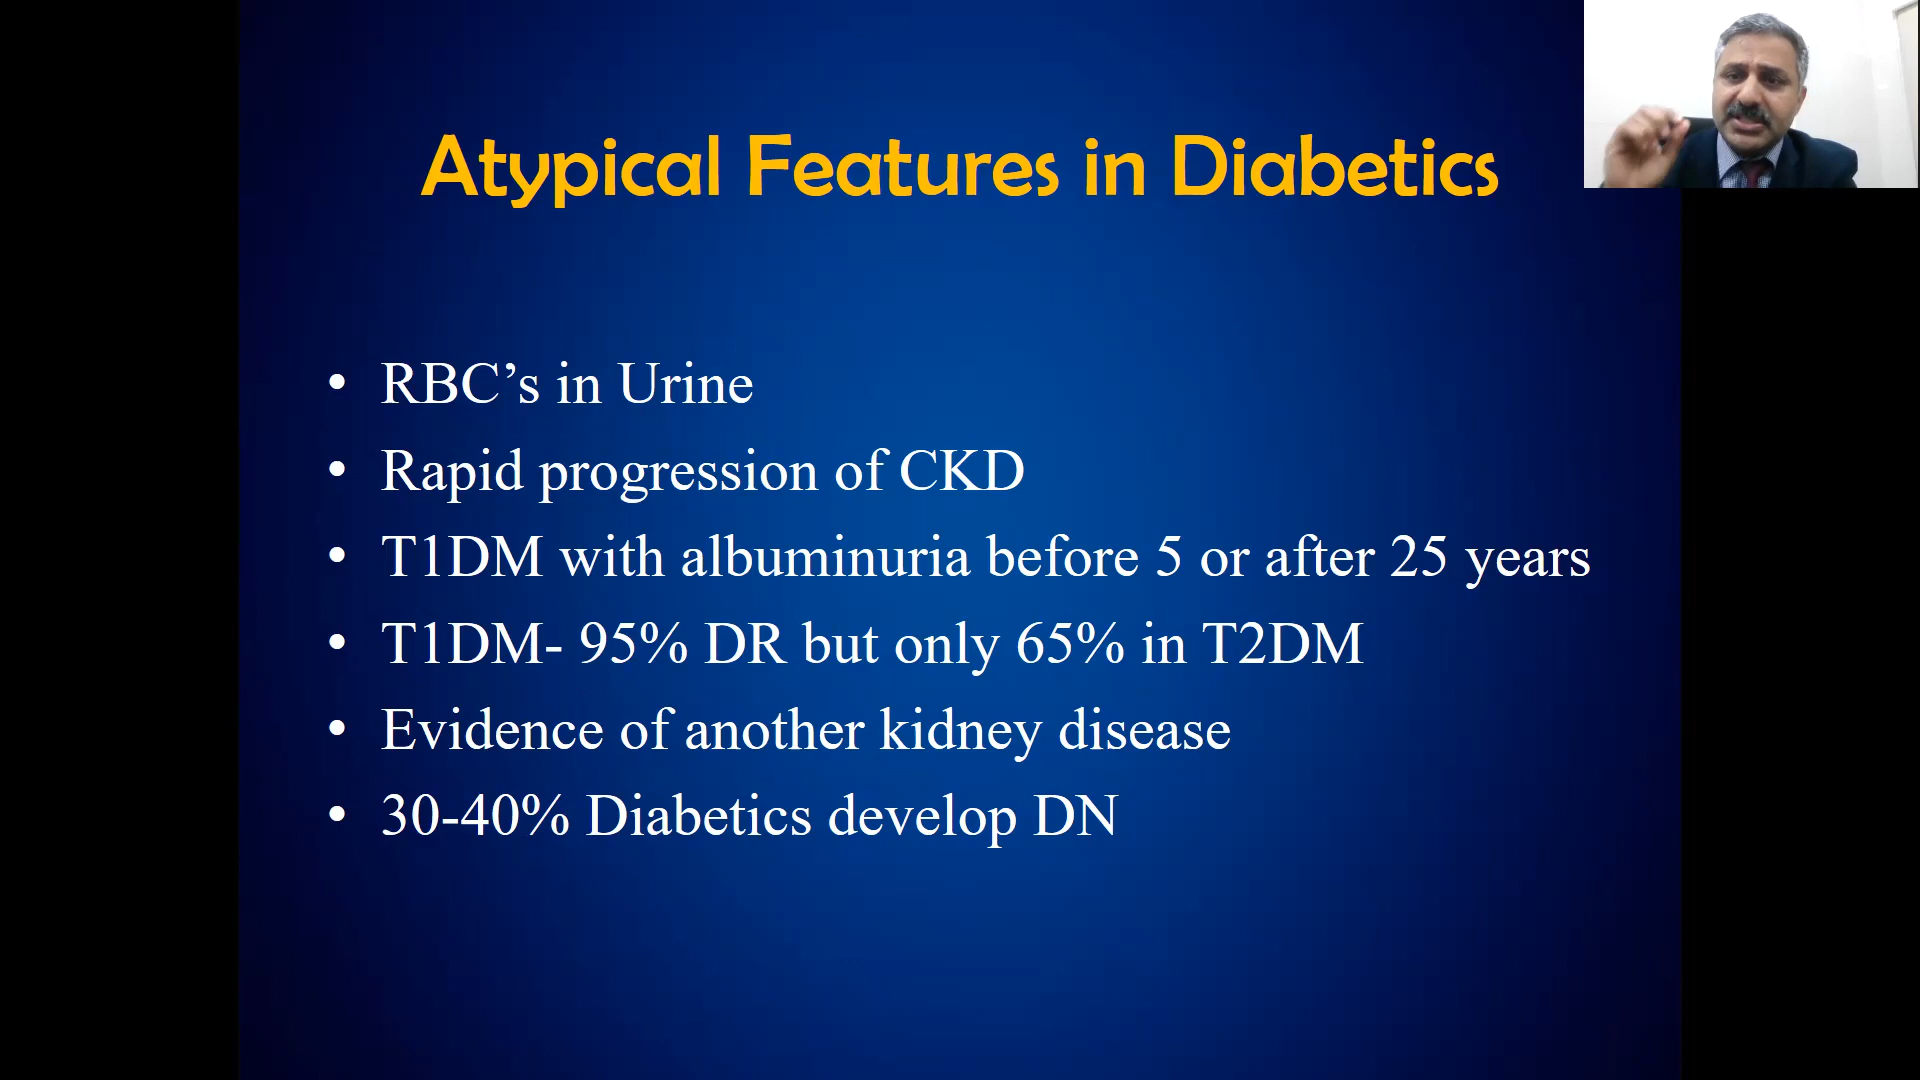 Atypical Features in Diabetics
• RBC’s in Urine
• Rapid progression of CKD
• T1DM with albuminuria before 5 or after 25 years
• T1DM- 95% DR but only 65% in T2DM
• Evidence of another kidney disease
• 30-40% Diabetics develop DN